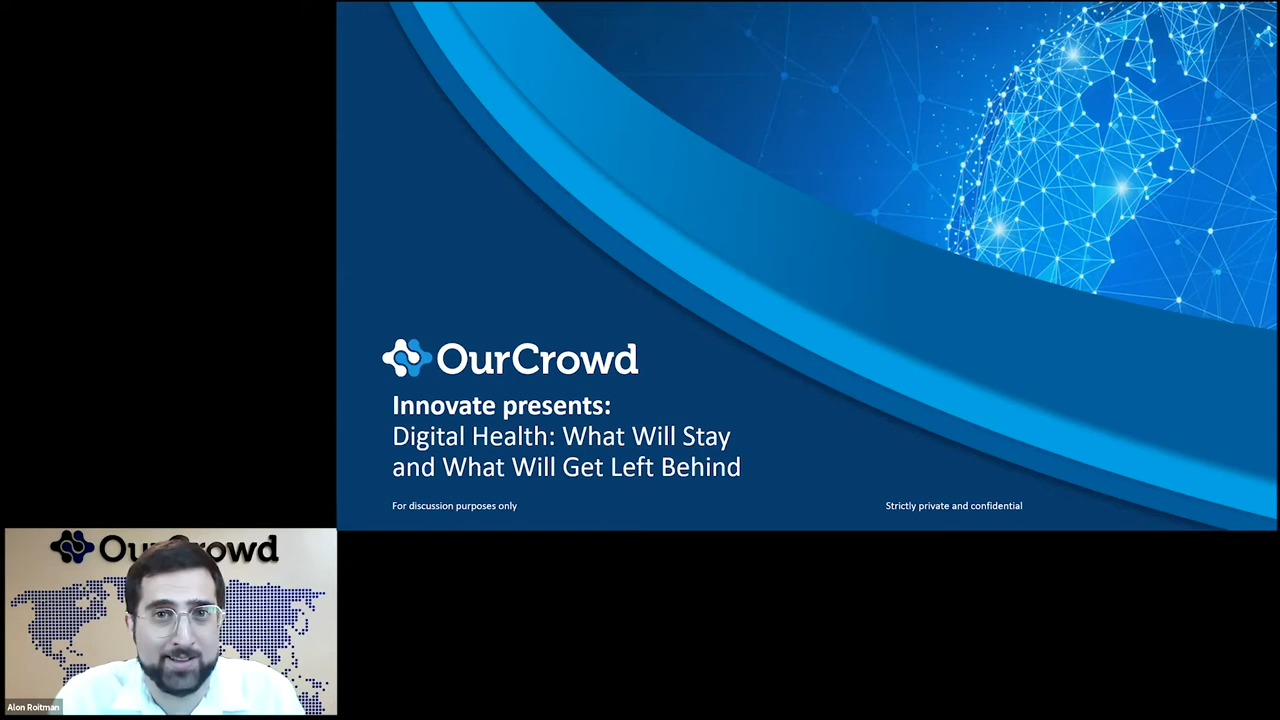 OurCrowd
Innovate presents:
Digital Health: What Will Stay
and What Will Get Left Behind
For discussion purposes only
Strictly private and confidential
OurCrowd
Alon Roitman